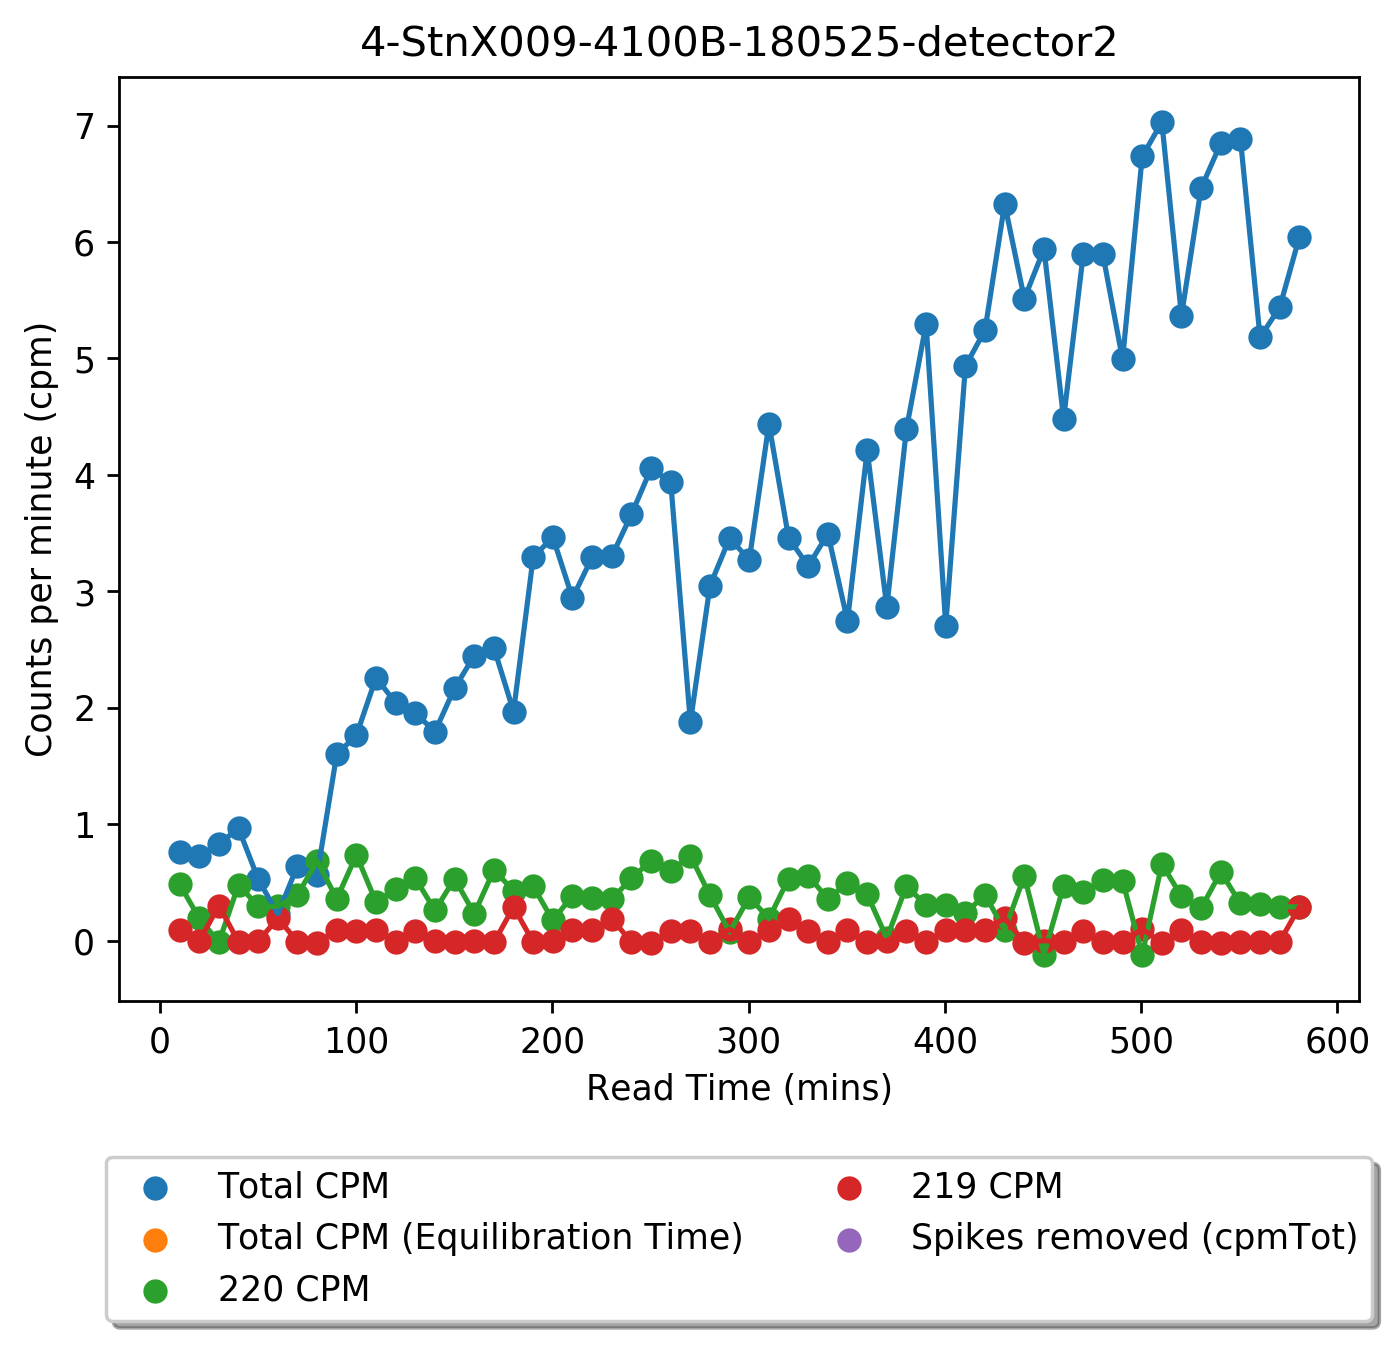 4-StnX009-4100B-180525-detector2
7
6
5
4
3
2
1
0
Counts per minute (cpm)
0 100 200 300 400 500 600
Read Time (mins)
Total CPM
Total CPM (Equilibration Time)
220 CPM
219 CPM
Spikes removed (cpmTot)